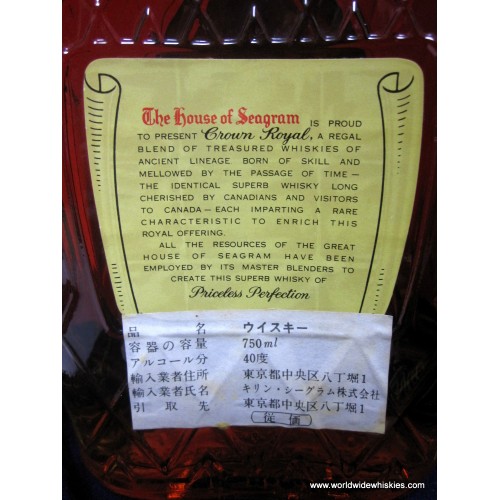 The House of Seagram IS PROUD
TO PRESENT Crown Royal, A REGAL
BLEND OF TREASURED WHISKIES OF
ANCIENT LINEAGE BORN OF SKILL AND
MELLOWED BY THE PASSAGE OF TIME —
THE IDENTICAL SUPERB WHISKY LONG
CHERISHED BY CANADIANS AND VISITORS
TO CANADA — EACH IMPARTING A RARE
CHARACTERISTIC TO ENRICH THIS
ROYAL OFFERING.
ALL THE RESOURCES OF THE GREAT
HOUSE OF SEAGRAM HAVE BEEN
EMPLOYED BY ITS MASTER BLENDERS TO
CREATE THIS SUPERB WHISKY OF
Priceless Perfection
品名 ウイスキー
容器の容量 750ml
アルコール分 40度
輸入業者住所 東京都中央区八丁堀1
輸入業者氏名 キリン・シーグラム株式会社
引取先 東京都中央区八丁堀1
従価
www.worldwidewhiskies.com